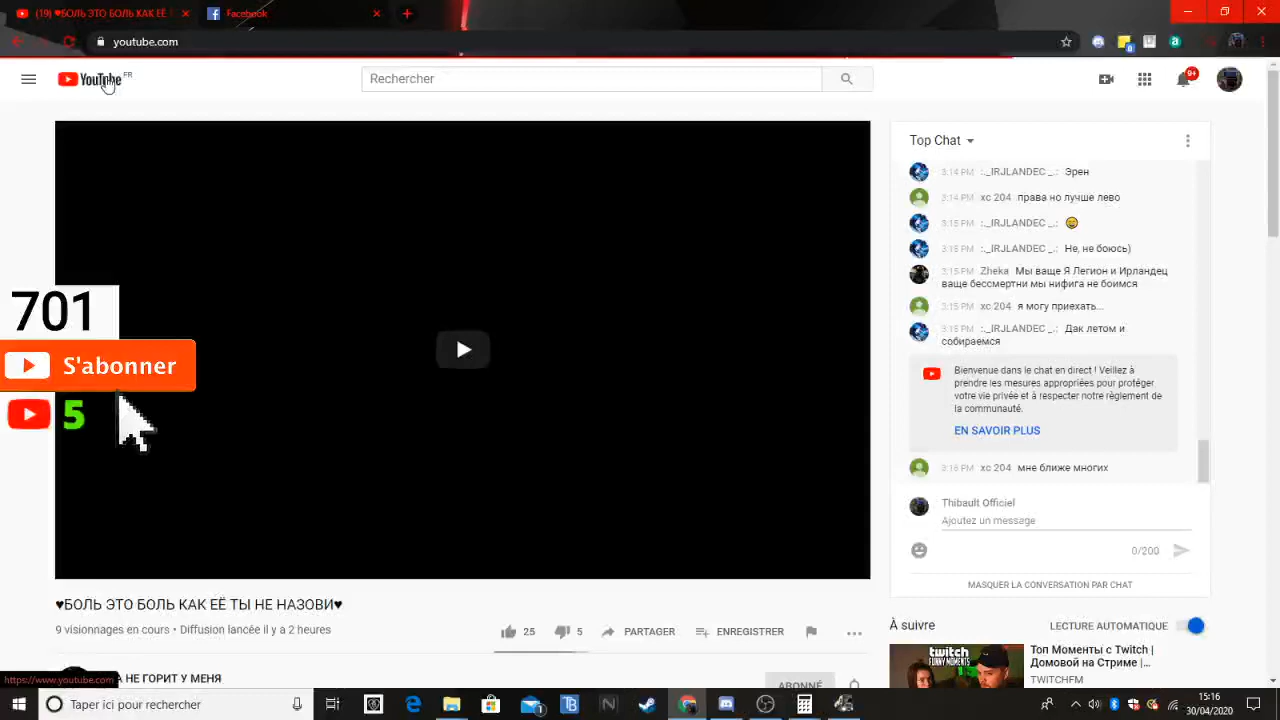 (19) ♥БОЛЬ ЭТО БОЛЬ КАК ЕЁ
Facebook
youtube.com
YouTube FR
Rechercher
9+
Top Chat
3:14 PM :._IRJLANDEC _.: Эрен
3:14 PM xc 204 права но лучше лево
3:15 PM :._IRJLANDEC _.: 😄
3:15 PM :._IRJLANDEC _.: Не, не боюсь)
3:15 PM Zheka Мы ваще Я Легион и Ирландец
ваще бессмертни мы нифига не боимся
3:15 PM xc 204 я могу приехать...
3:15 PM :._IRJLANDEC _.: Дак летом и
собираемся
Bienvenue dans le chat en direct ! Veillez à
prendre les mesures appropriées pour protéger
votre vie privée et à respecter notre règlement de
la communauté.
EN SAVOIR PLUS
3:16 PM xc 204 мне ближе многих
Thibault Officiel
Ajoutez un message
0/200
MASQUER LA CONVERSATION PAR CHAT
701
S'abonner
5
♥БОЛЬ ЭТО БОЛЬ КАК ЕЁ ТЫ НЕ НАЗОВИ♥
9 visionnages en cours • Diffusion lancée il y a 2 heures
25
5
PARTAGER
ENREGISTRER
À suivre
LECTURE AUTOMATIQUE
twitch
FUNNY MOMENTS
Топ Моменты с Twitch |
Домовой на Стриме |...
TWITCHFM
https://www.youtube.com
НЕ ГОРИТ У МЕНЯ
ABONNÉ
Taper ici pour rechercher
15:16
30/04/2020